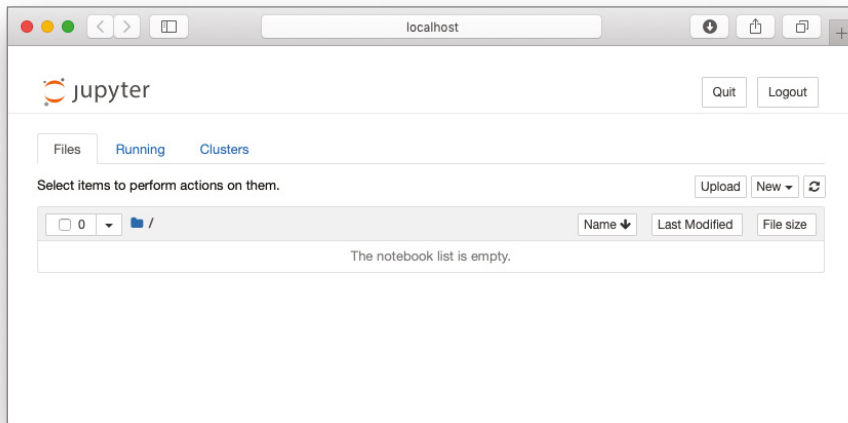 localhost
jupyter
Quit Logout
Files Running Clusters
Select items to perform actions on them.
Upload New
0 / Name Last Modified File size
The notebook list is empty.